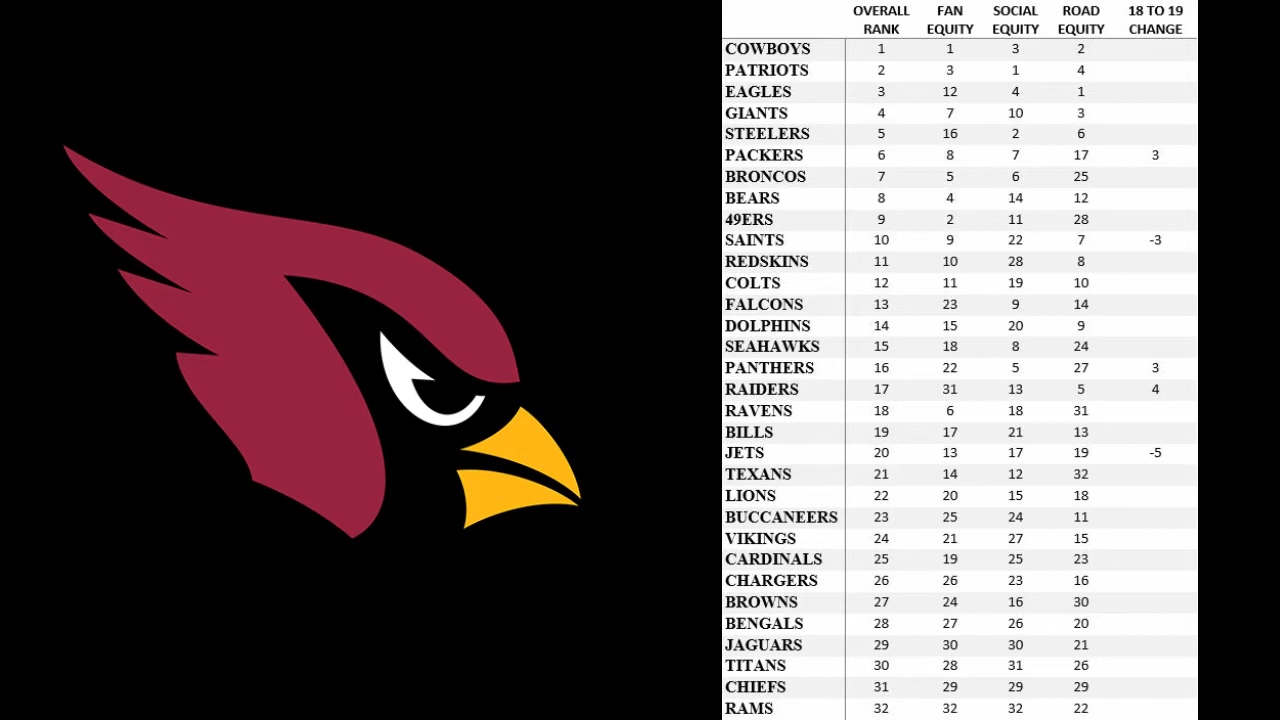 OVERALL RANK FAN EQUITY SOCIAL EQUITY ROAD EQUITY 18 TO 19 CHANGE
COWBOYS 1 1 3 2
PATRIOTS 2 3 1 4
EAGLES 3 12 4 1
GIANTS 4 7 10 3
STEELERS 5 16 2 6
PACKERS 6 8 7 17 3
BRONCOS 7 5 6 25
BEARS 8 4 14 12
49ERS 9 2 11 28
SAINTS 10 9 22 7 -3
REDSKINS 11 10 28 8
COLTS 12 11 19 10
FALCONS 13 23 9 14
DOLPHINS 14 15 20 9
SEAHAWKS 15 18 8 24
PANTHERS 16 22 5 27 3
RAIDERS 17 31 13 5 4
RAVENS 18 6 18 31
BILLS 19 17 21 13
JETS 20 13 17 19 -5
TEXANS 21 14 12 32
LIONS 22 20 15 18
BUCCANEERS 23 25 24 11
VIKINGS 24 21 27 15
CARDINALS 25 19 25 23
CHARGERS 26 26 23 16
BROWNS 27 24 16 30
BENGALS 28 27 26 20
JAGUARS 29 30 30 21
TITANS 30 28 31 26
CHIEFS 31 29 29 29
RAMS 32 32 32 22